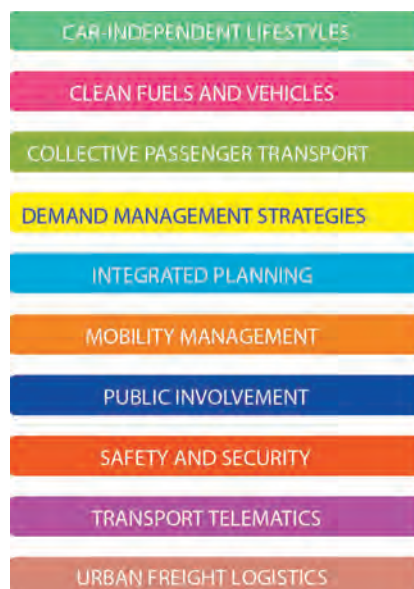 CAR-INDEPENDENT LIFESTYLES
CLEAN FUELS AND VEHICLES
COLLECTIVE PASSENGER TRANSPORT
DEMAND MANAGEMENT STRATEGIES
INTEGRATED PLANNING
MOBILITY MANAGEMENT
PUBLIC INVOLVEMENT
SAFETY AND SECURITY
TRANSPORT TELEMATICS
URBAN FREIGHT LOGISTICS